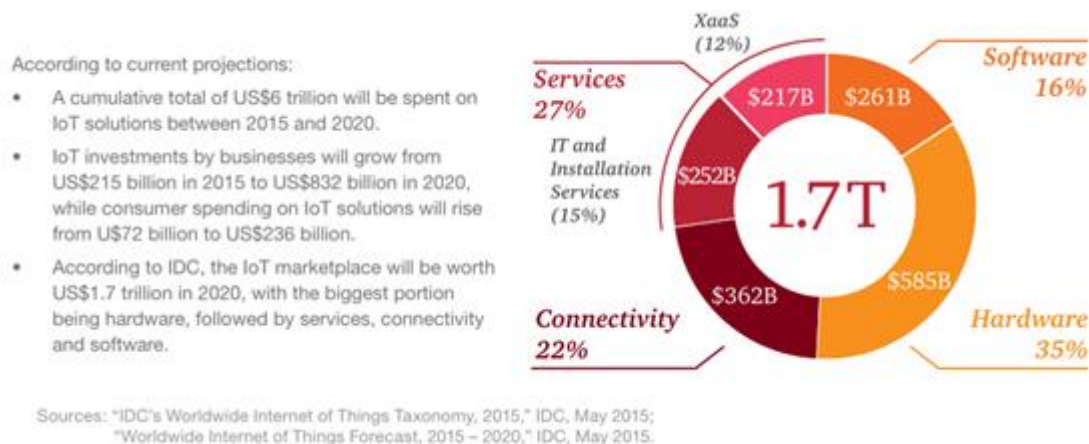 According to current projections:
• A cumulative total of US$6 trillion will be spent on
IoT solutions between 2015 and 2020.
• IoT investments by businesses will grow from
US$215 billion in 2015 to US$832 billion in 2020,
while consumer spending on IoT solutions will rise
from U$72 billion to US$236 billion.
• According to IDC, the IoT marketplace will be worth
US$1.7 trillion in 2020, with the biggest portion
being hardware, followed by services, connectivity
and software.
XaaS
(12%)
Services
27%
IT and
Installation
Services
(15%)
Software
16%
$217B
$261B
$252B
1.7T
$362B
$585B
Connectivity
22%
Hardware
35%
Sources: "IDC's Worldwide Internet of Things Taxonomy, 2015," IDC, May 2015;
"Worldwide Internet of Things Forecast, 2015 – 2020," IDC, May 2015.